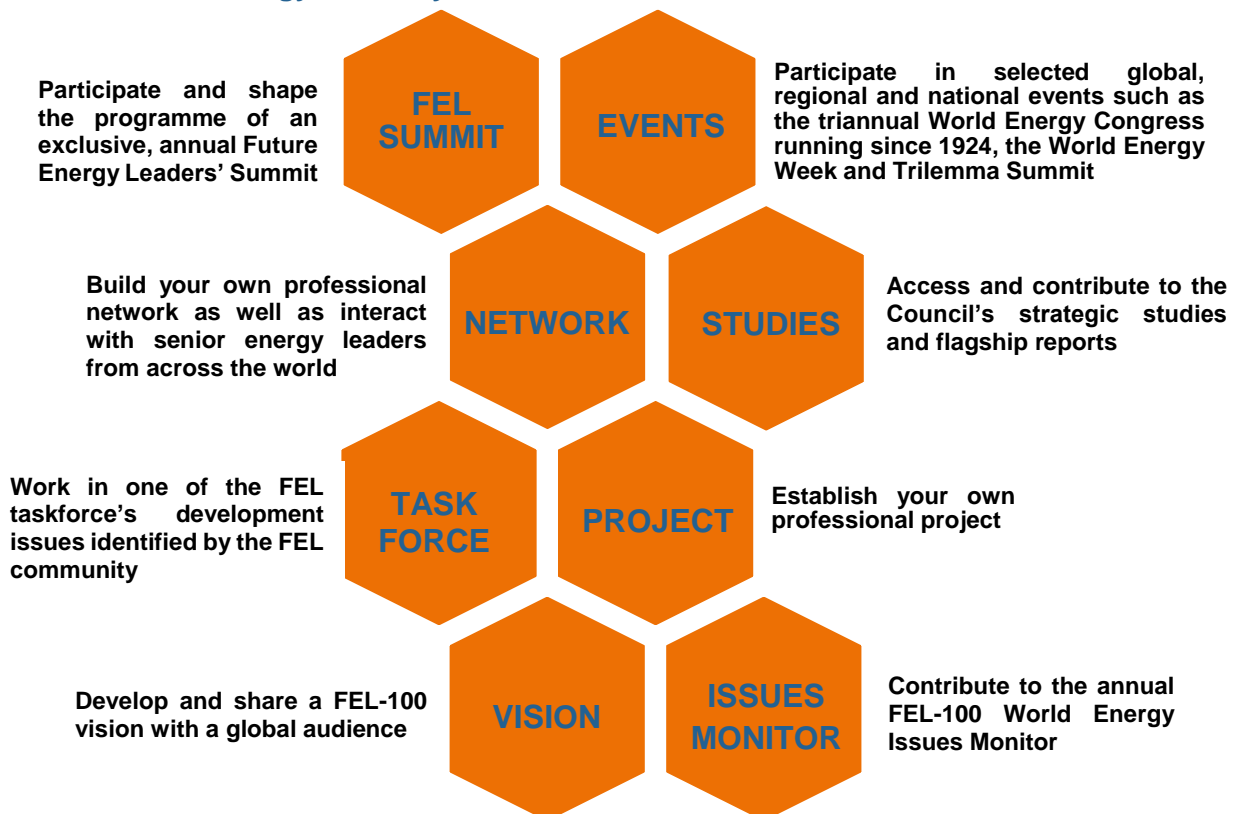 Participate and shape
the programme of an
exclusive, annual Future
Energy Leaders’ Summit
FEL
SUMMIT
EVENTS
Participate in selected global,
regional and national events such as
the triannual World Energy Congress
running since 1924, the World Energy
Week and Trilemma Summit
Build your own professional
network as well as interact
with senior energy leaders
from across the world
NETWORK
STUDIES
Access and contribute to the
Council’s strategic studies
and flagship reports
Work in one of the FEL
taskforce’s development
issues identified by the FEL
community
TASK
FORCE
PROJECT
Establish your own
professional project
Develop and share a FEL-100
vision with a global audience
VISION
ISSUES
MONITOR
Contribute to the annual
FEL-100 World Energy
Issues Monitor